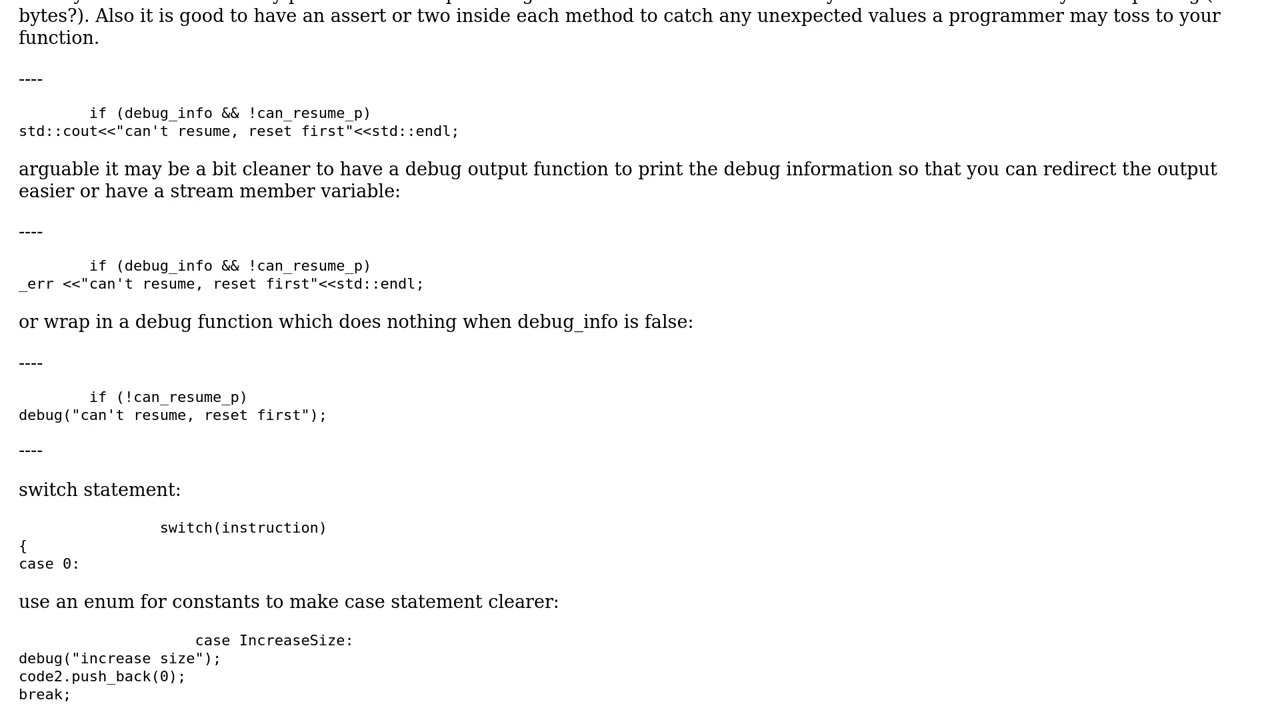 bytes?). Also it is good to have an assert or two inside each method to catch any unexpected values a programmer may toss to your
function.
----
if (debug_info && !can_resume_p)
std::cout<<"can't resume, reset first"<<std::endl;
arguable it may be a bit cleaner to have a debug output function to print the debug information so that you can redirect the output
easier or have a stream member variable:
----
if (debug_info && !can_resume_p)
_err <<"can't resume, reset first"<<std::endl;
or wrap in a debug function which does nothing when debug_info is false:
----
if (!can_resume_p)
debug("can't resume, reset first");
----
switch statement:
switch(instruction)
{
case 0:
use an enum for constants to make case statement clearer:
case IncreaseSize:
debug("increase size");
code2.push_back(0);
break;